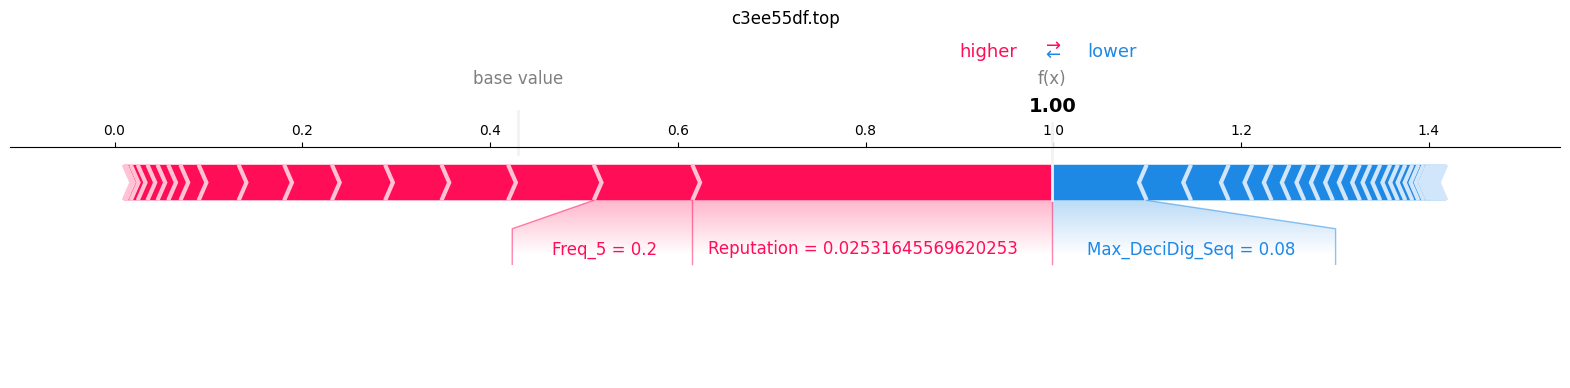 c3ee55df.top
higher → ← lower
base value f(x)
1.00
0.0 0.2 0.4 0.6 0.8 1.0 1.2 1.4
Freq_5 = 0.2 Reputation = 0.02531645569620253 Max_DeciDig_Seq = 0.08